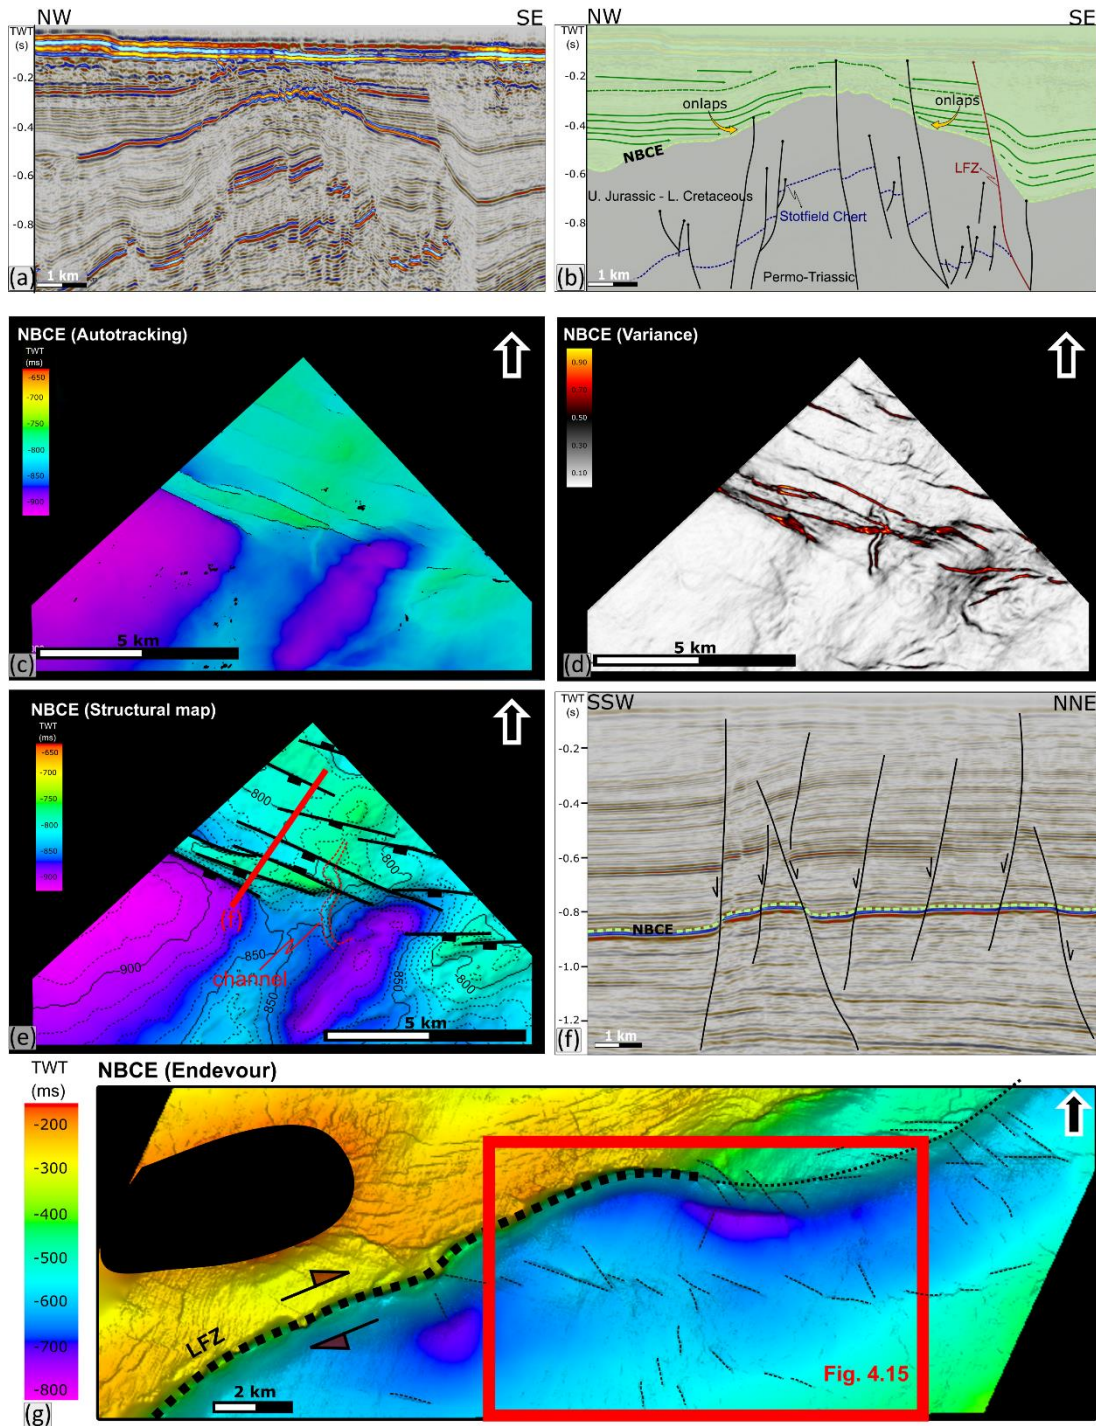 NW
SE
TWT
(s)
-0.2
-0.4
-0.6
-0.8
(a)
1 km
NW
SE
TWT
(s)
-0.2
-0.4
-0.6
-0.8
onlaps
onlaps
NBCE
LFZ
U. Jurassic - L. Cretaceous
Stotfield Chert
Permo-Triassic
(b)
1 km
NBCE (Autotracking)
TWT
(ms)
-650
-700
-750
-800
-850
-900
5 km
(c)
NBCE (Variance)
0.90
0.70
0.50
0.30
0.10
5 km
(d)
NBCE (Structural map)
TWT
(ms)
-650
-700
-750
-800
-850
-900
800
800
800
850
850
850
900
(f)
channel
5 km
(e)
SSW
NNE
TWT
(s)
-0.2
-0.4
-0.6
-0.8
-1.0
-1.2
NBCE
1 km
(f)
NBCE (Endevour)
TWT
(ms)
-200
-300
-400
-500
-600
-700
-800
LFZ
2 km
Fig. 4.15
(g)